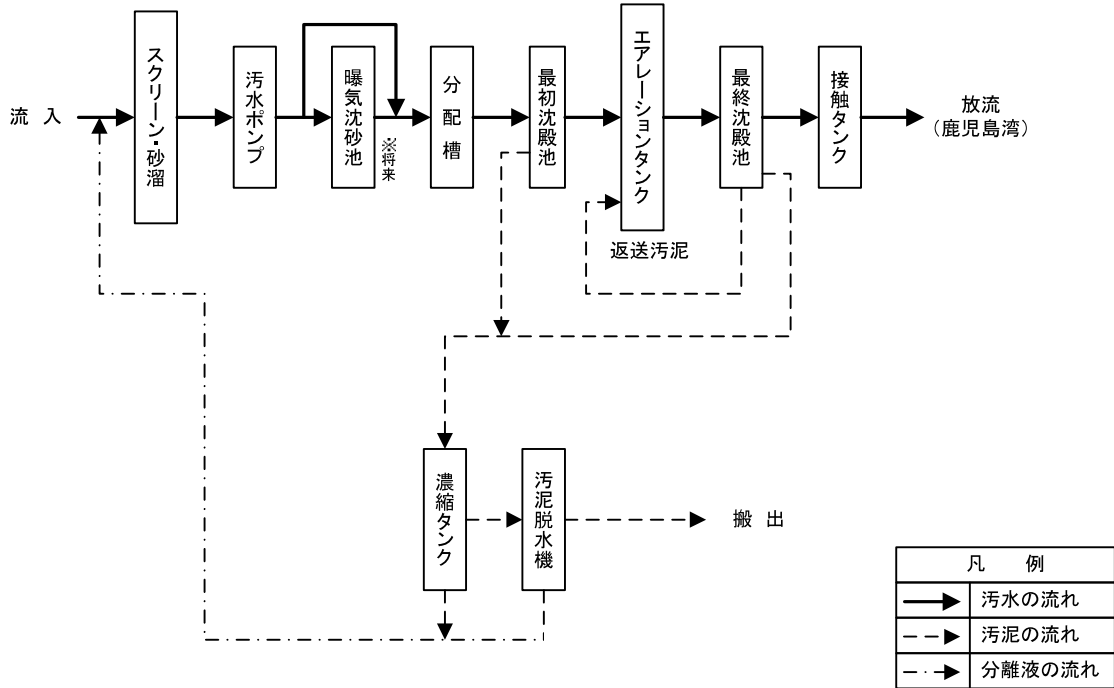 流入
スクリーン・砂溜
汚水ポンプ
曝気沈砂池
※将来
分配槽
最初沈殿池
エアレーションタンク
最終沈殿池
接触タンク
放流
（鹿児島湾）
返送汚泥
濃縮タンク
汚泥脱水機
搬出
凡例
汚水の流れ
汚泥の流れ
分離液の流れ